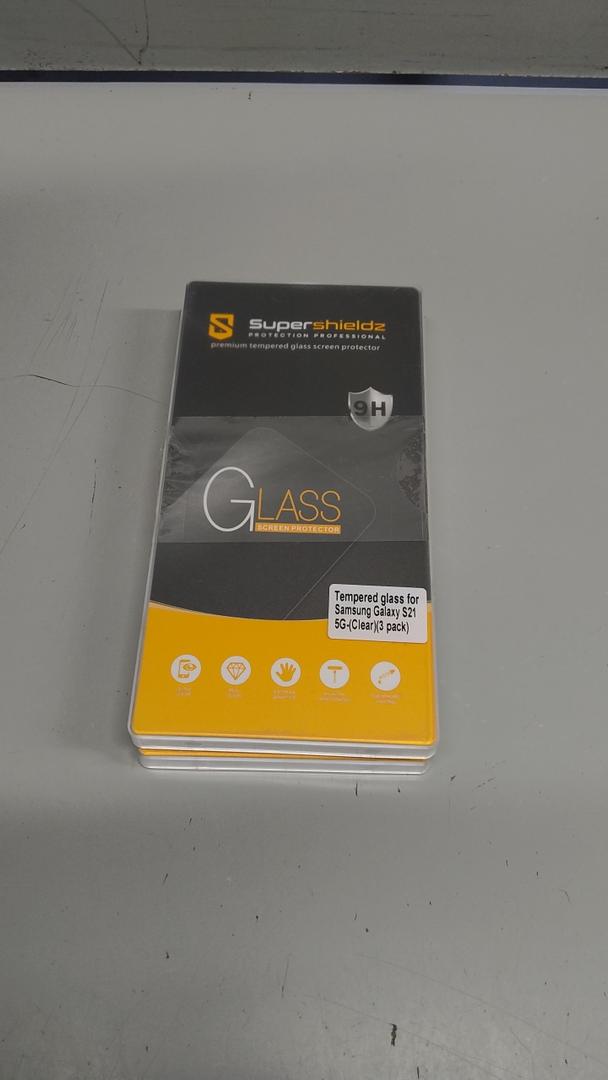 Supershieldz
PROTECTION PROFESSIONAL
premium tempered glass screen protector
9H
GLASS
SCREEN PROTECTOR
Tempered glass for
Samsung Galaxy S21
5G-(Clear)(3 pack)